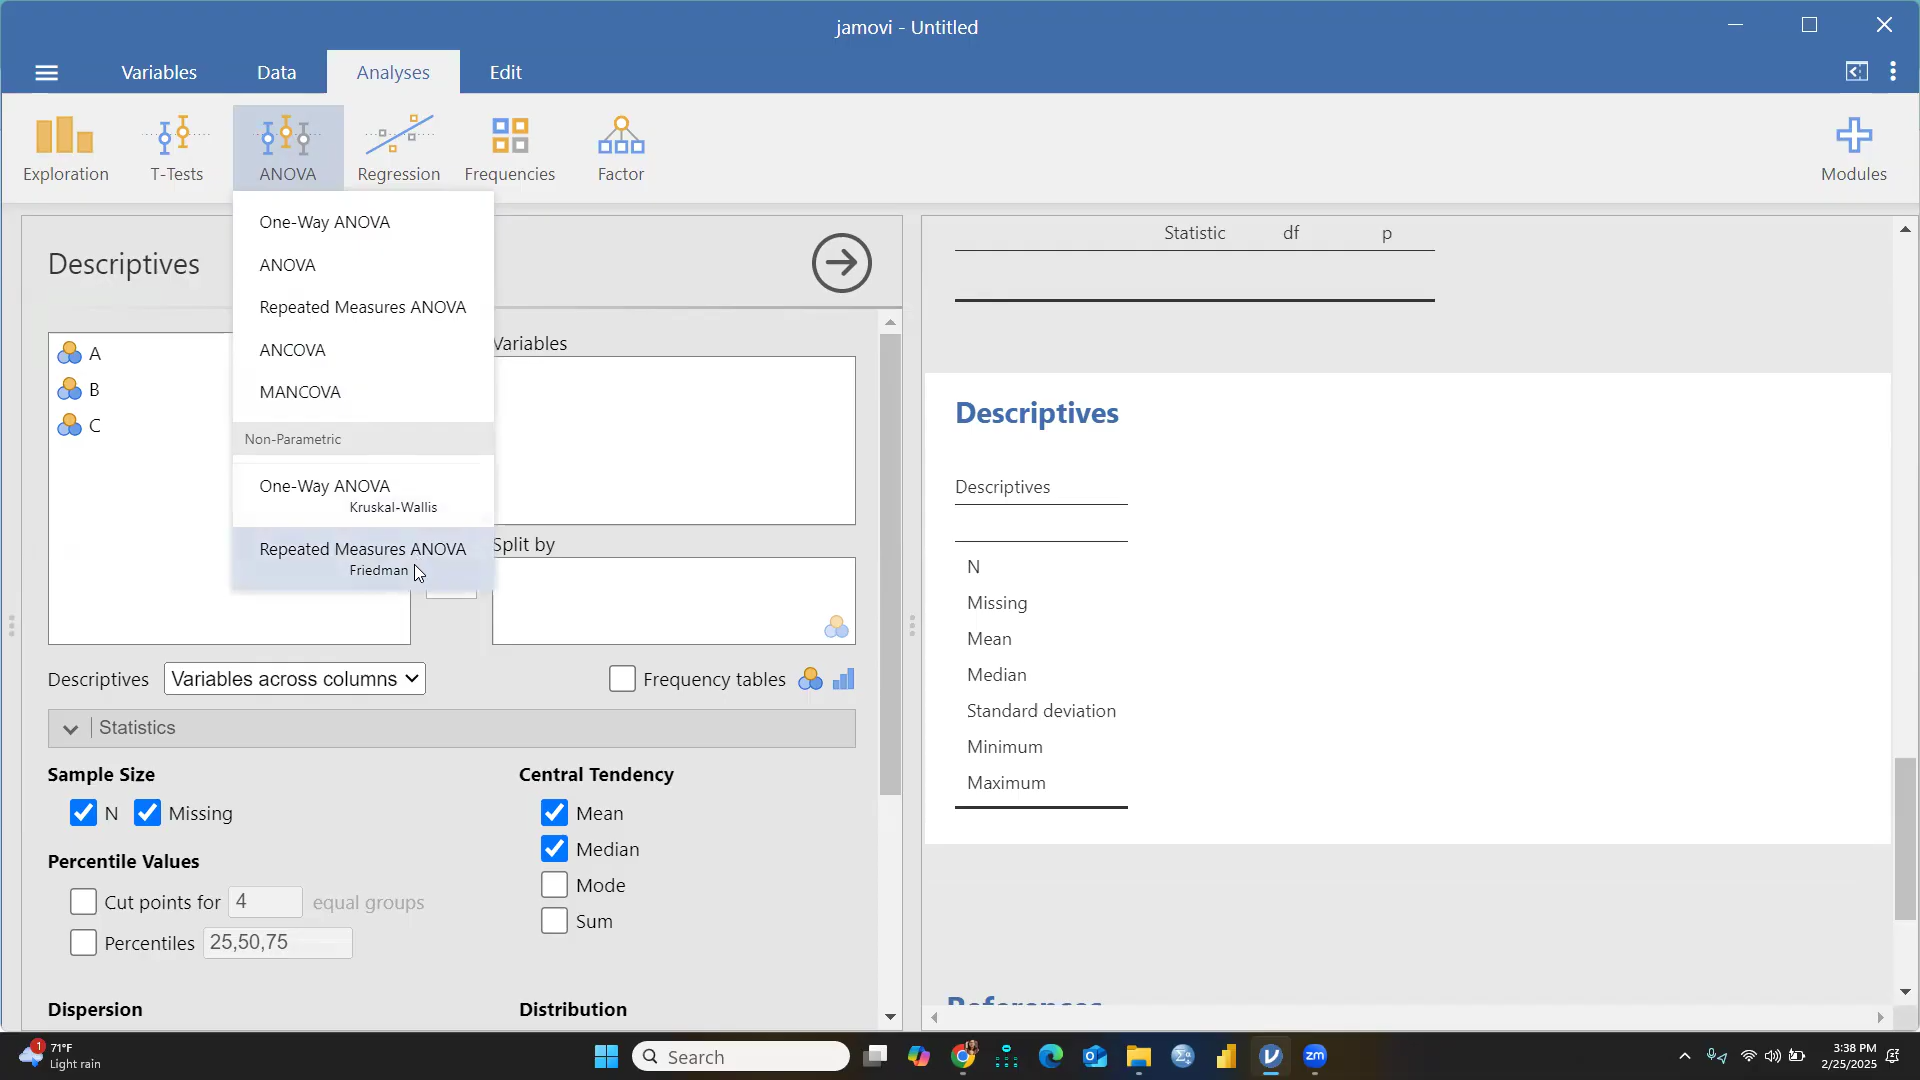 jamovi - Untitled
Variables
Data
Analyses
Edit
Exploration
T-Tests
ANOVA
Regression
Frequencies
Factor
Modules
One-Way ANOVA
ANOVA
Repeated Measures ANOVA
ANCOVA
MANCOVA
Non-Parametric
One-Way ANOVA
Kruskal-Wallis
Repeated Measures ANOVA
Friedman
Descriptives
A
B
C
Variables
Split by
Descriptives
Variables across columns
Frequency tables
Statistics
Sample Size
N
Missing
Central Tendency
Mean
Median
Mode
Sum
Percentile Values
Cut points for 4 equal groups
Percentiles 25,50,75
Dispersion
Distribution
Statistic df p
Descriptives
Descriptives
N
Missing
Mean
Median
Standard deviation
Minimum
Maximum
References
1
71°F
Light rain
Search
zm
3:38 PM
2/25/2025